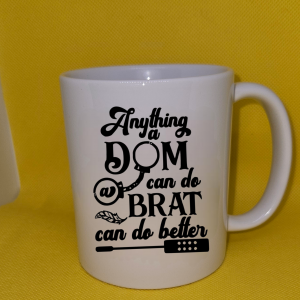 Anything
a
DOM
can do
a BRAT
can do better